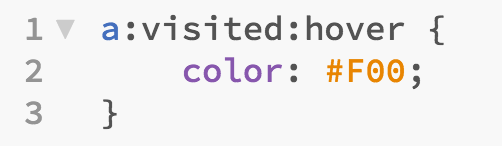 1 ▼ a:visited:hover {
2     color: #F00;
3 }